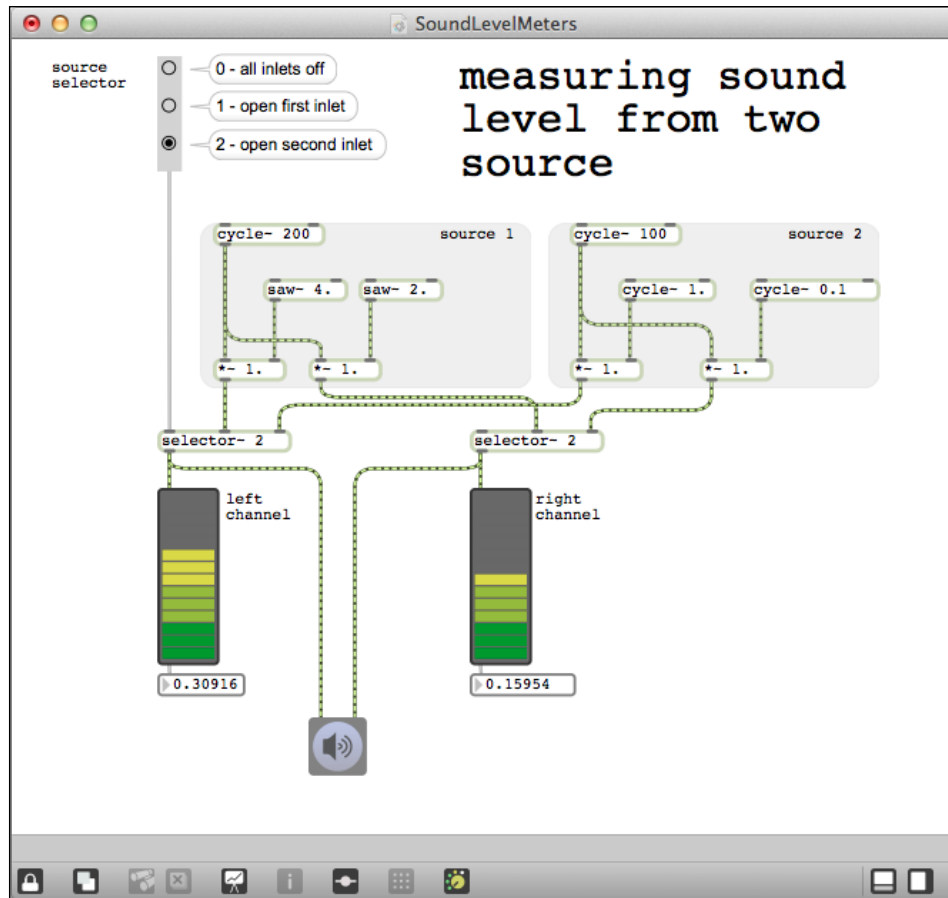 SoundLevelMeters
source
selector
0 - all inlets off
1 - open first inlet
2 - open second inlet
measuring sound
level from two
source
cycle~ 200
source 1
cycle~ 100
source 2
saw~ 4.
saw~ 2.
cycle~ 1.
cycle~ 0.1
*~ 1.
*~ 1.
*~ 1.
*~ 1.
selector~ 2
selector~ 2
left
channel
right
channel
0.30916
0.15954